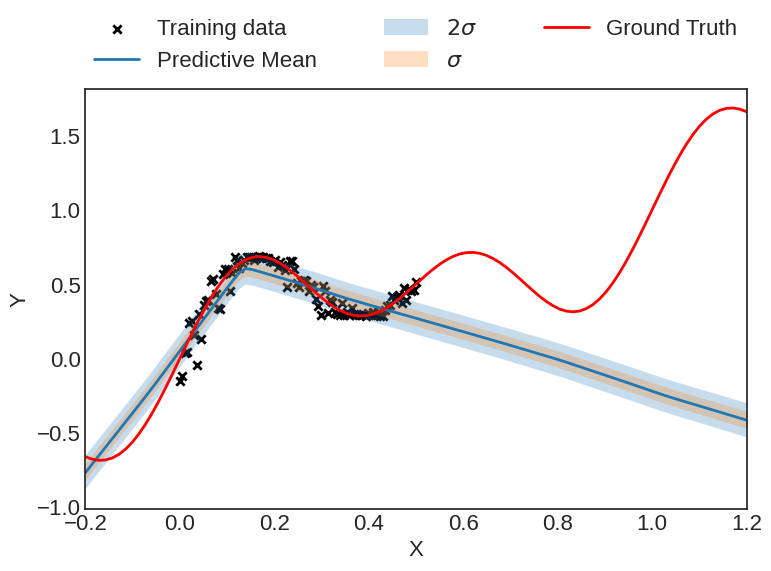 Training data
Predictive Mean
2σ
σ
Ground Truth
Y
1.5
1.0
0.5
0.0
−0.5
−1.0
−0.2 0.0 0.2 0.4 0.6 0.8 1.0 1.2
X